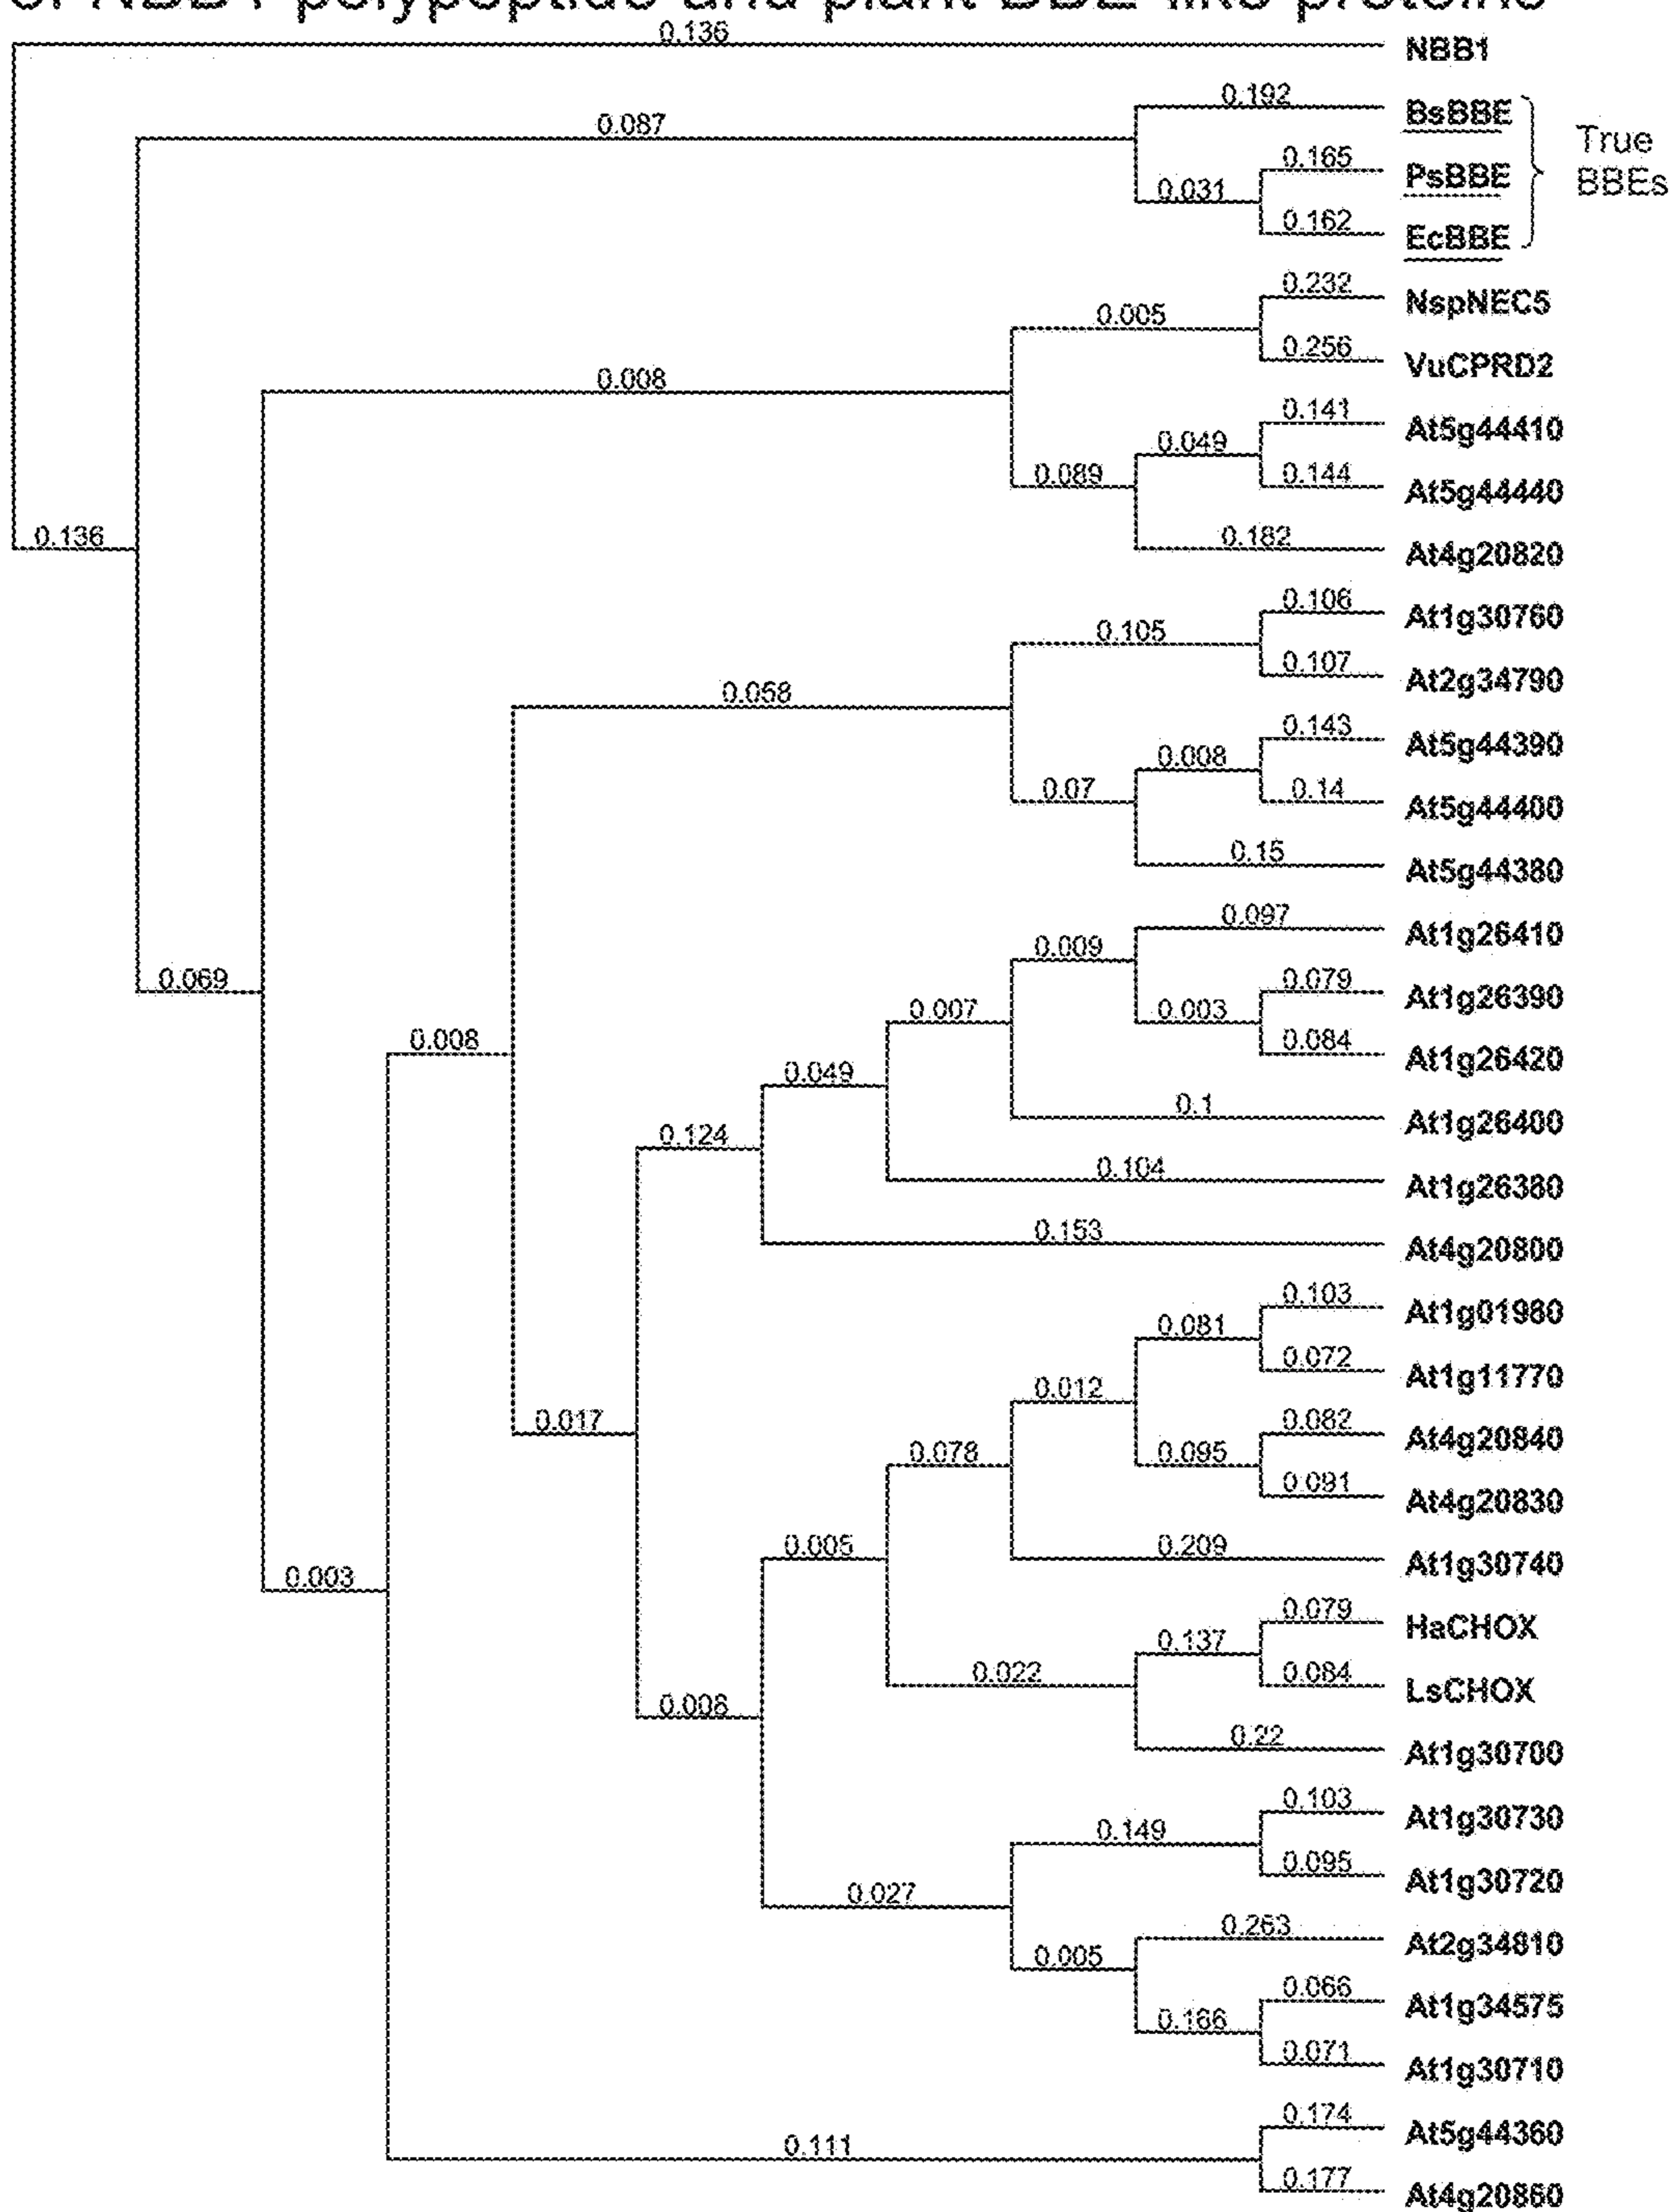 of NBB1 polypeptide and plant BBE-like proteins
0.136
NBB1
0.192
BsBBE
0.087
True
0.165
PsBBE
BBEs
0.031
0.162
EcBBE
0.232
NspNEC5
0.005
0.256
VuCPRD2
0.008
0.141
At5g44410
0.049
0.144
At5g44440
0.089
0.182
At4g20820
0.136
0.106
At1g30760
0.105
0.107
At2g34790
0.058
0.143
At5g44390
0.008
0.14
At5g44400
0.07
0.15
At5g44380
0.097
At1g26410
0.009
0.079
At1g26390
0.069
0.003
0.007
0.084
At1g26420
0.008
0.049
0.1
At1g26400
0.124
0.104
At1g26380
0.153
At4g20800
0.103
At1g01980
0.081
0.072
At1g11770
0.012
0.082
At4g20840
0.017
0.078
0.095
0.091
At4g20830
0.005
0.209
At1g30740
0.003
0.079
HaCHOX
0.137
0.022
0.084
LsCHOX
0.008
0.22
At1g30700
0.103
At1g30730
0.149
0.095
At1g30720
0.027
0.263
At2g34810
0.005
0.066
At1g34575
0.166
0.071
At1g30710
0.174
At5g44360
0.111
0.177
At4g20860